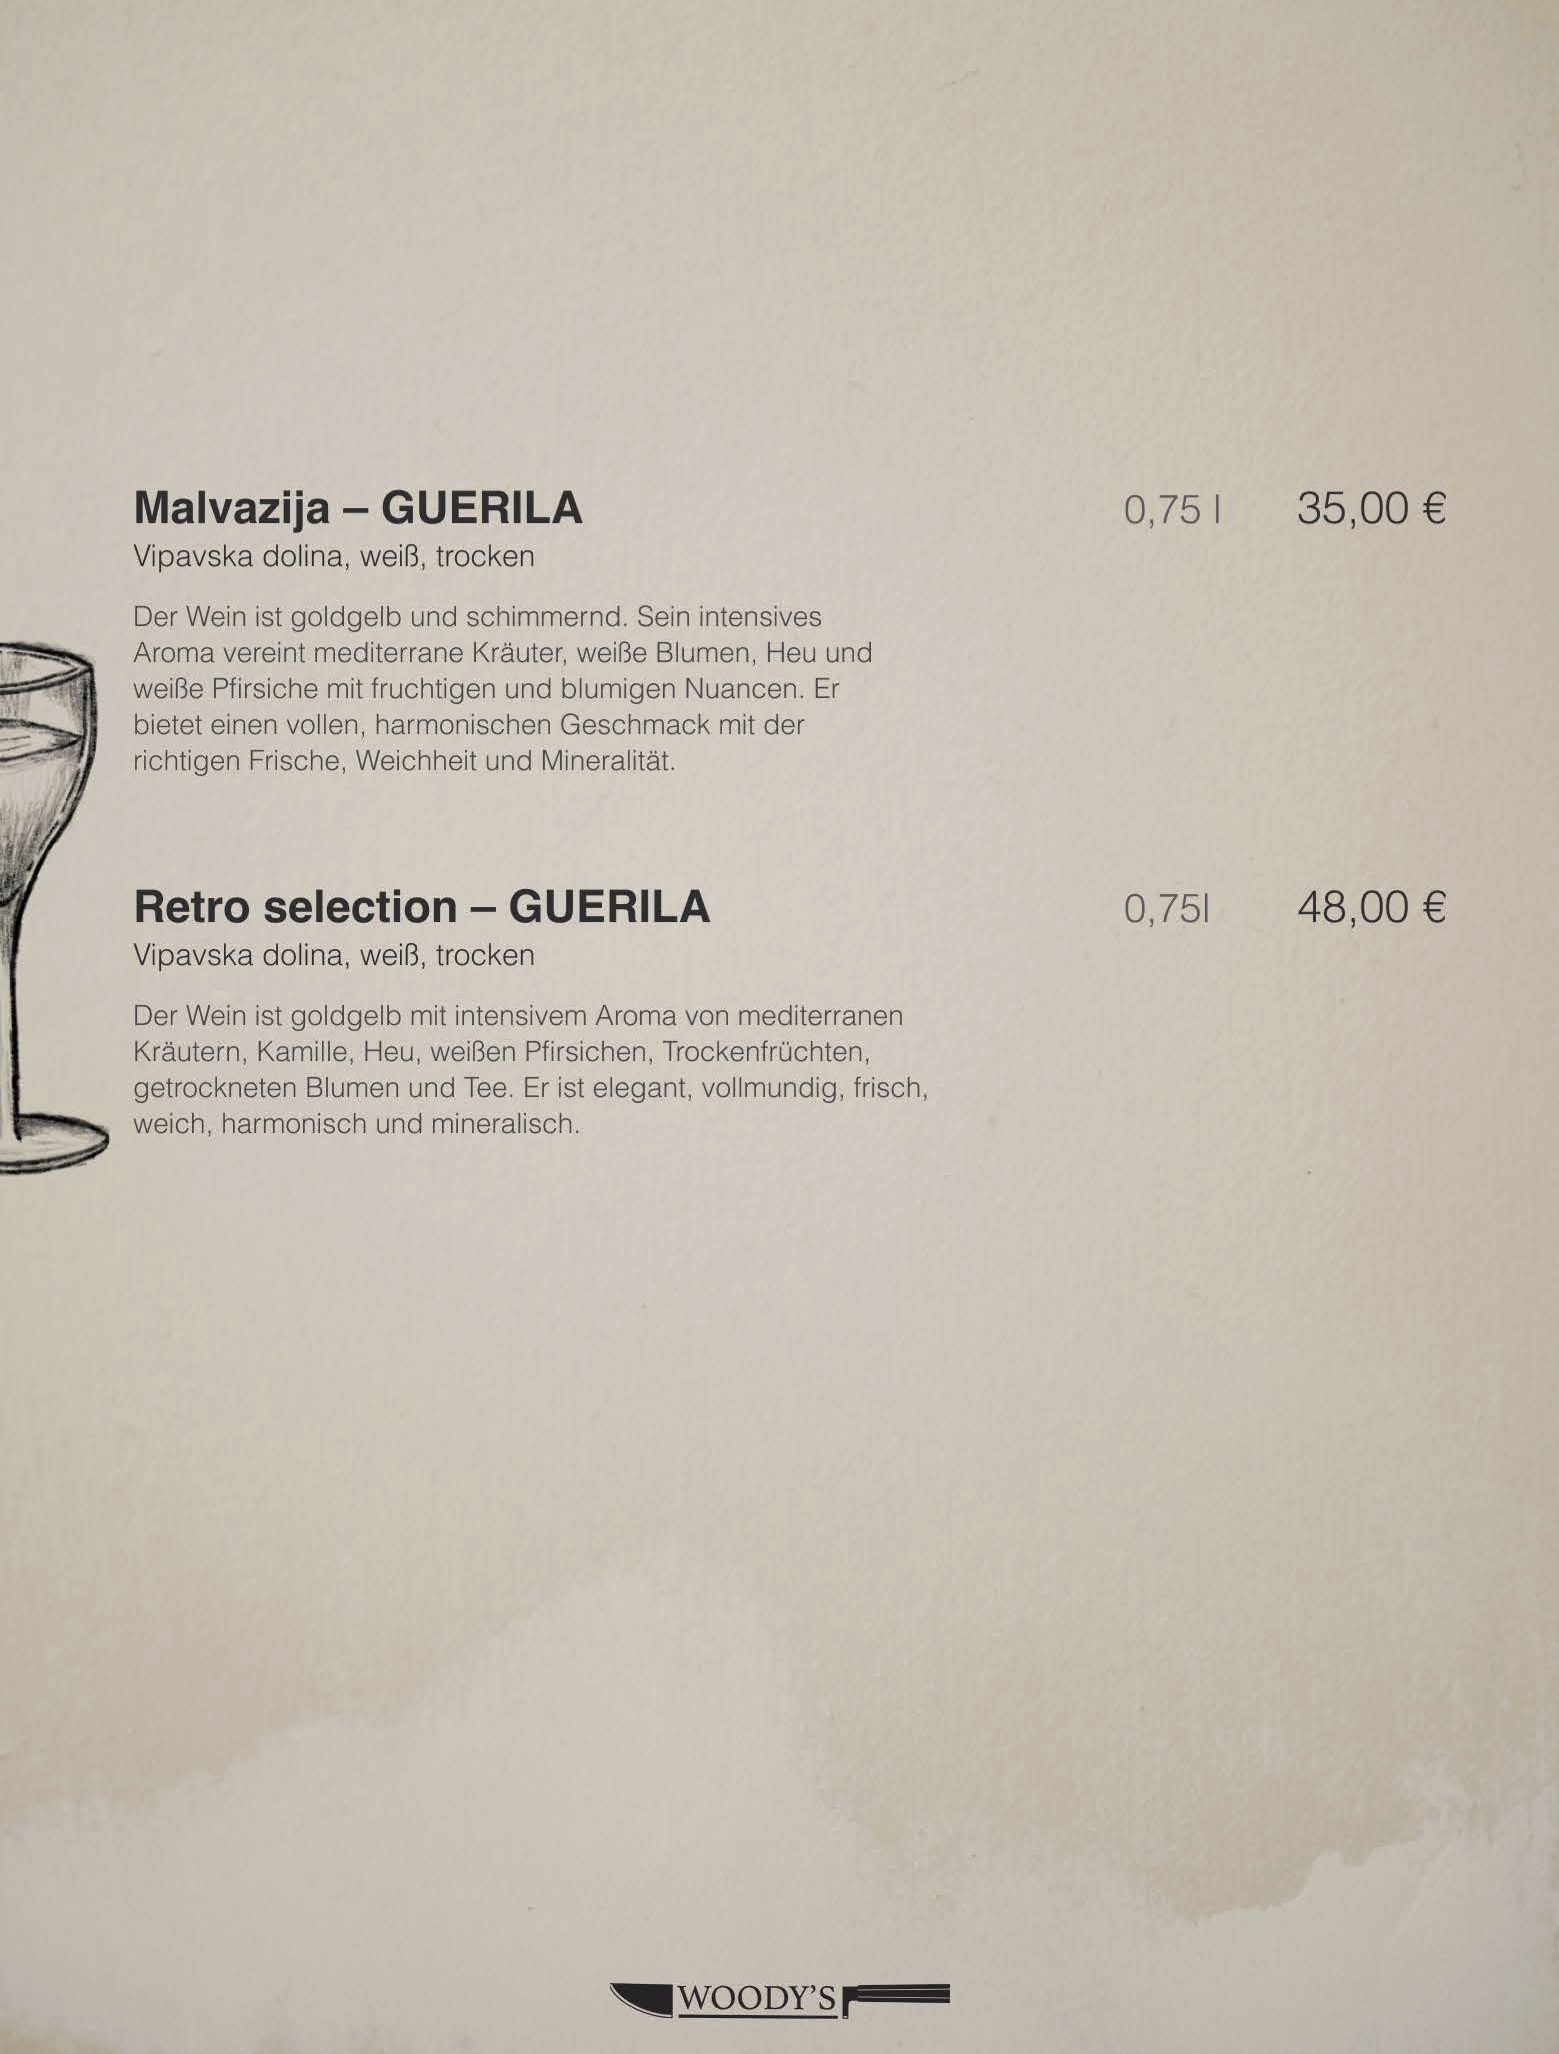 Malvazija – GUERILA 0,75 l 35,00 €
Vipavska dolina, weiß, trocken
Der Wein ist goldgelb und schimmernd. Sein intensives
Aroma vereint mediterrane Kräuter, weiße Blumen, Heu und
weiße Pfirsiche mit fruchtigen und blumigen Nuancen. Er
bietet einen vollen, harmonischen Geschmack mit der
richtigen Frische, Weichheit und Mineralität.
Retro selection – GUERILA 0,75l 48,00 €
Vipavska dolina, weiß, trocken
Der Wein ist goldgelb mit intensivem Aroma von mediterranen
Kräutern, Kamille, Heu, weißen Pfirsichen, Trockenfrüchten,
getrockneten Blumen und Tee. Er ist elegant, vollmundig, frisch,
weich, harmonisch und mineralisch.
WOODY'S